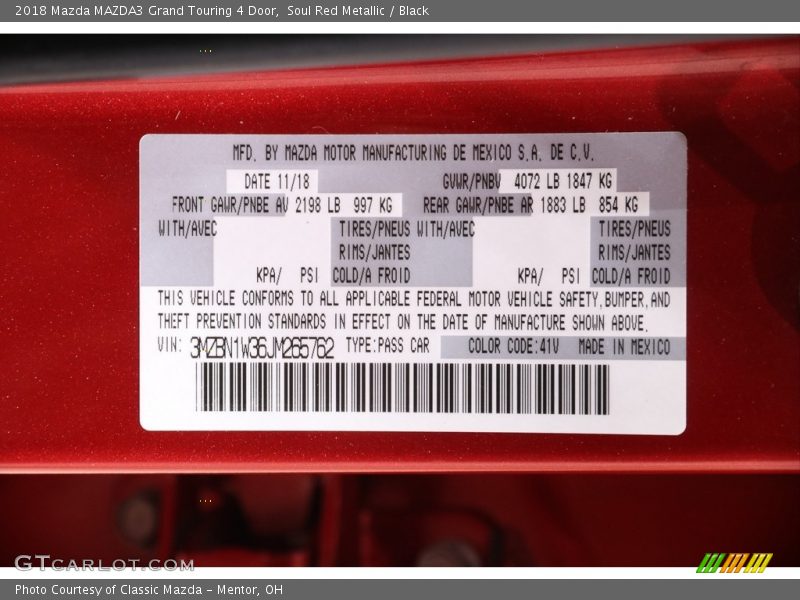 2018 Mazda MAZDA3 Grand Touring 4 Door, Soul Red Metallic / Black
MFD. BY MAZDA MOTOR MANUFACTURING DE MEXICO S.A. DE C.V.
DATE 11/18 GVWR/PNBV 4072 LB 1847 KG
FRONT GAWR/PNBE AV 2198 LB 997 KG REAR GAWR/PNBE AR 1883 LB 854 KG
WITH/AVEC TIRES/PNEUS WITH/AVEC TIRES/PNEUS
RIMS/JANTES RIMS/JANTES
KPA/ PSI COLD/A FROID KPA/ PSI COLD/A FROID
THIS VEHICLE CONFORMS TO ALL APPLICABLE FEDERAL MOTOR VEHICLE SAFETY,BUMPER,AND
THEFT PREVENTION STANDARDS IN EFFECT ON THE DATE OF MANUFACTURE SHOWN ABOVE.
VIN: 3MZBN1W36JM265762 TYPE:PASS CAR COLOR CODE:41V MADE IN MEXICO
GTCARLOT.COM
Photo Courtesy of Classic Mazda - Mentor, OH